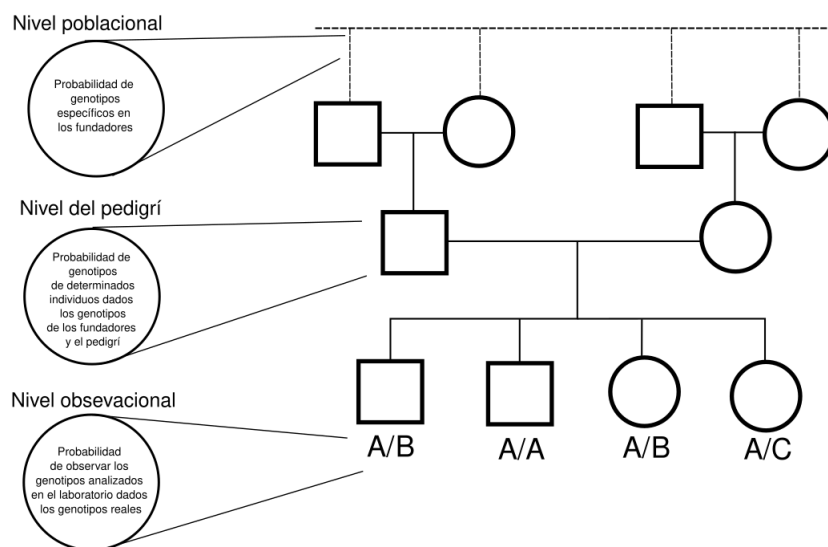 Nivel poblacional
Probabilidad de
genotipos
específicos en
los fundadores
Nivel del pedigrí
Probabilidad de
genotipos
de determinados
individuos dados
los genotipos
de los fundadores
y el pedigrí
Nivel obsevacional
Probabilidad
de observar los
genotipos analizados
en el laboratorio dados
los genotipos reales
A/B A/A A/B A/C